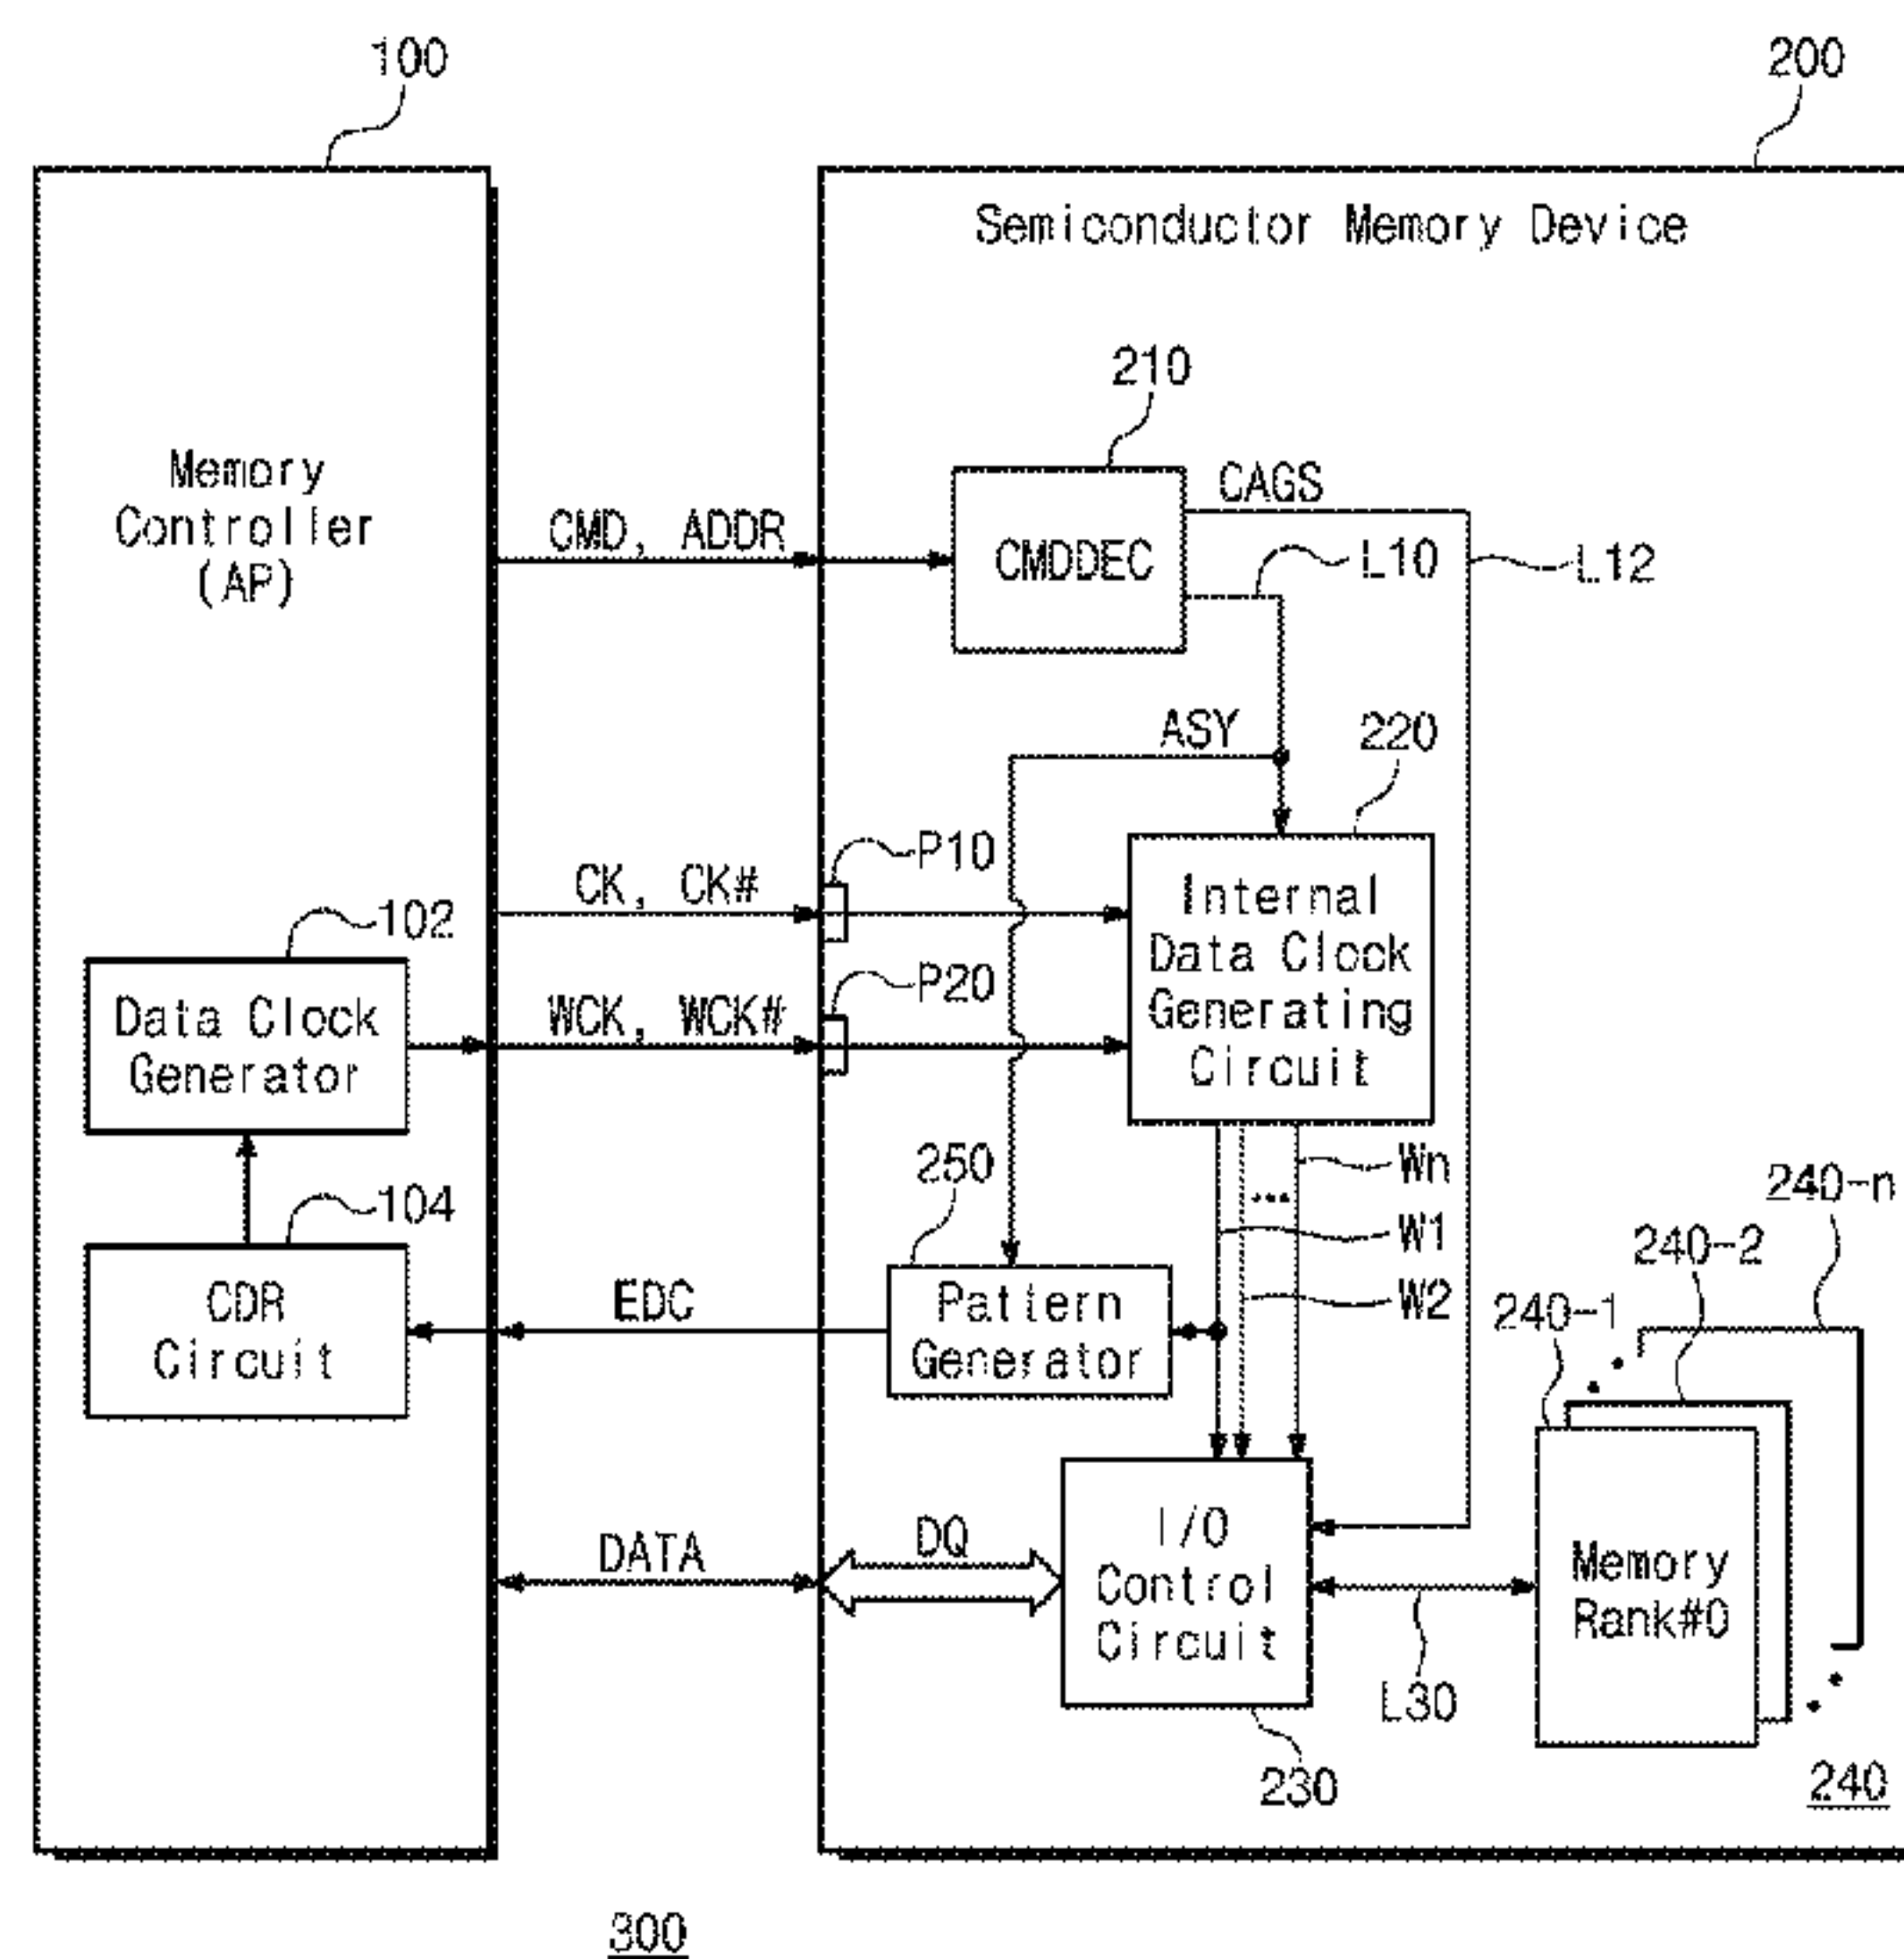 100
200
Semiconductor Memory Device
210
Memory
Controller
(AP)
CMD, ADDR
CMDDEC
CAGS
L10
L12
ASY
220
P10
CK, CK#
102
Data Clock
Generator
WCK, WCK#
P20
Internal
Data Clock
Generating
Circuit
250
Wn
...
W1
W2
240-n
240-2
240-1
104
CDR
Circuit
EDC
Pattern
Generator
DATA
DQ
I/O
Control
Circuit
Memory
Rank#0
L30
230
240
300